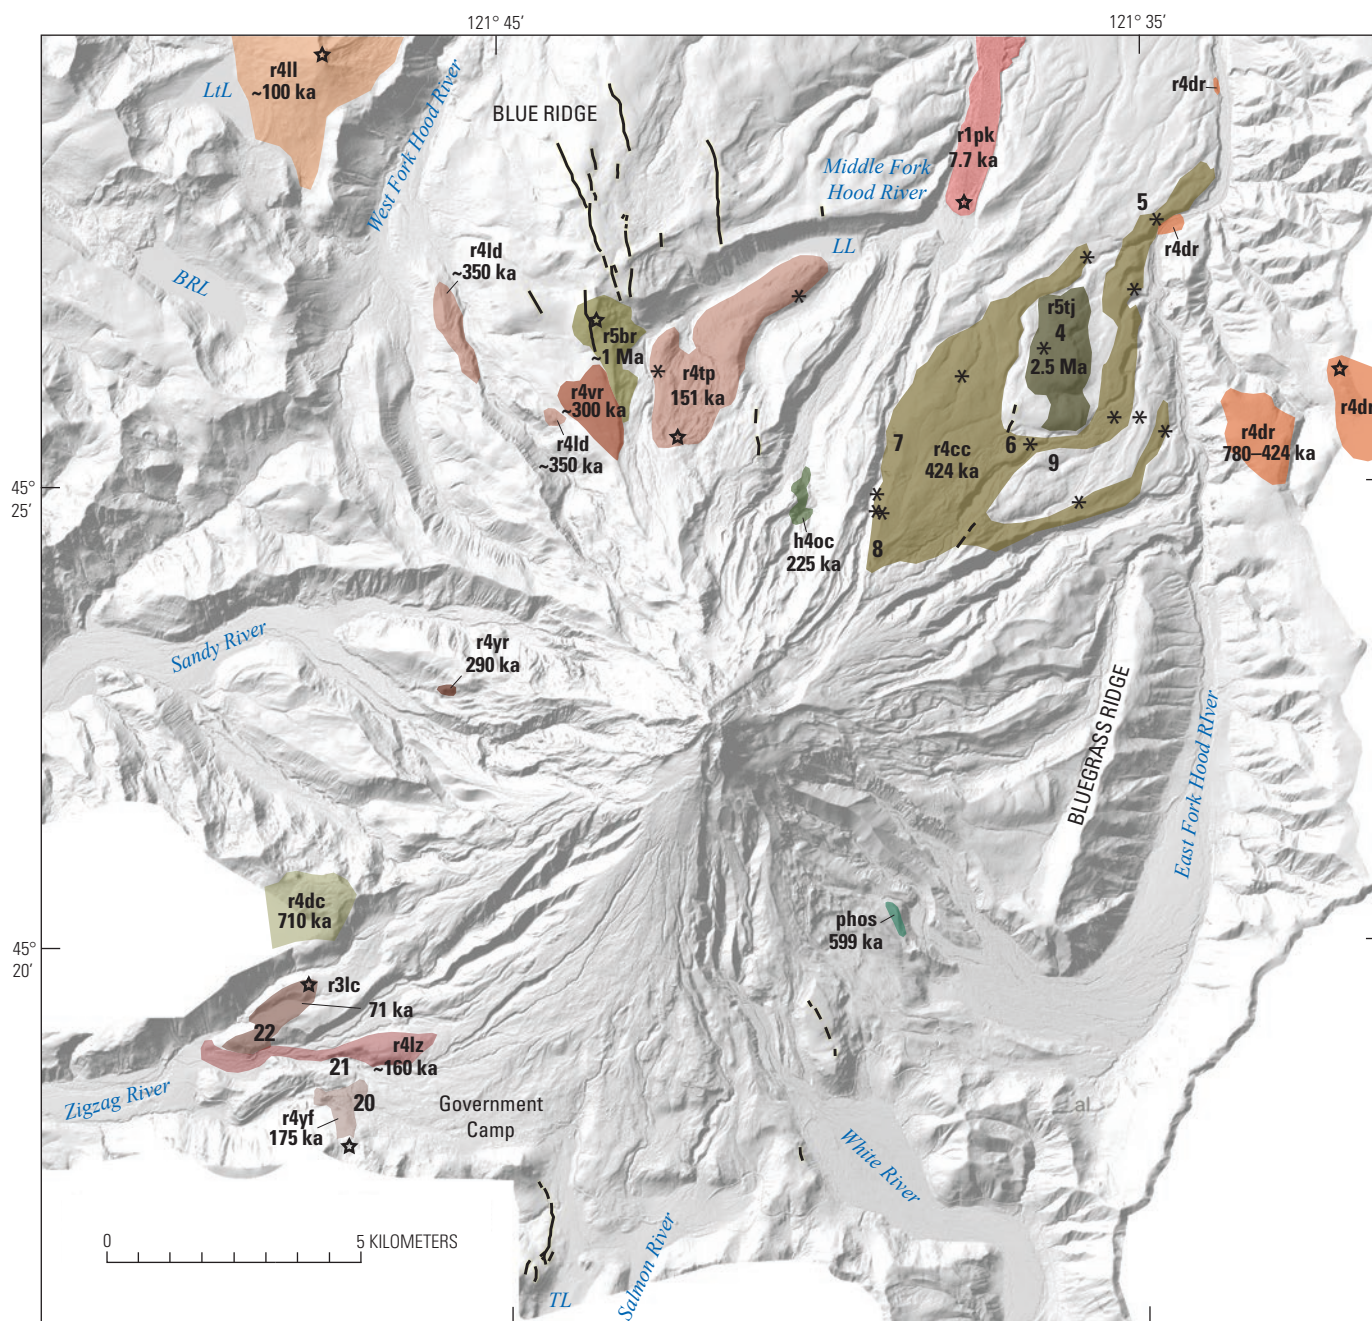 121° 45′
121° 35′
r4ll
~100 ka
LtL
West Fork Hood River
BLUE RIDGE
r1pk
7.7 ka
r4dr
Middle Fork
Hood River
5
r4dr
LL
BRL
r4ld
~350 ka
r5br
~1 Ma
r5tj
4
2.5 Ma
r4tp
151 ka
r4vr
~300 ka
r4ld
~350 ka
r4dr
780–424 ka
r4dr
7
r4cc
424 ka
6
9
45°
25′
8
h4oc
225 ka
Sandy River
r4yr
290 ka
BLUEGRASS RIDGE
East Fork Hood RIver
r4dc
710 ka
phos
599 ka
45°
20′
r3lc
71 ka
22
r4lz
~160 ka
21
Zigzag River
20
r4yf
175 ka
Government
Camp
al
White River
Salmon River
0
5 KILOMETERS
TL